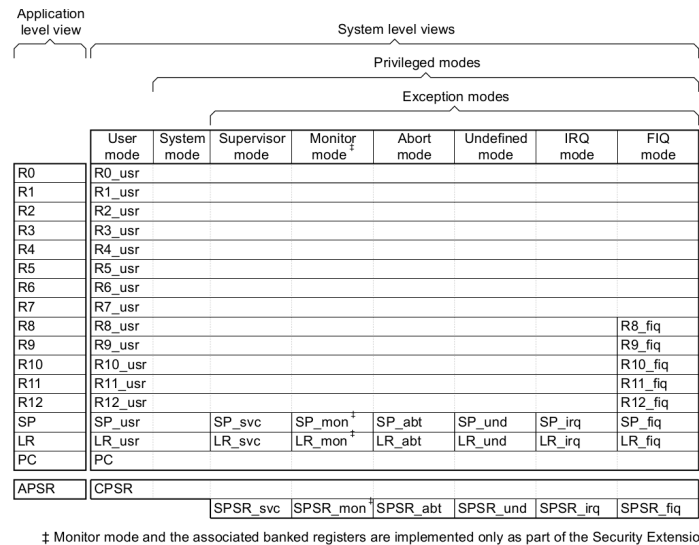 Application
level view
System level views
Privileged modes
Exception modes
User mode System mode Supervisor mode Monitor mode ‡ Abort mode Undefined mode IRQ mode FIQ mode
R0 R0_usr
R1 R1_usr
R2 R2_usr
R3 R3_usr
R4 R4_usr
R5 R5_usr
R6 R6_usr
R7 R7_usr
R8 R8_usr R8_fiq
R9 R9_usr R9_fiq
R10 R10_usr R10_fiq
R11 R11_usr R11_fiq
R12 R12_usr R12_fiq
SP SP_usr SP_svc SP_mon ‡ SP_abt SP_und SP_irq SP_fiq
LR LR_usr LR_svc LR_mon ‡ LR_abt LR_und LR_irq LR_fiq
PC PC
APSR CPSR
SPSR_svc SPSR_mon ‡ SPSR_abt SPSR_und SPSR_irq SPSR_fiq
‡ Monitor mode and the associated banked registers are implemented only as part of the Security Extensio